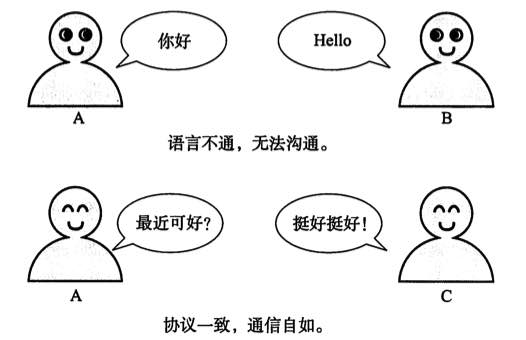 你好
Hello
A
B
语言不通，无法沟通。
最近可好？
挺好挺好！
A
C
协议一致，通信自如。